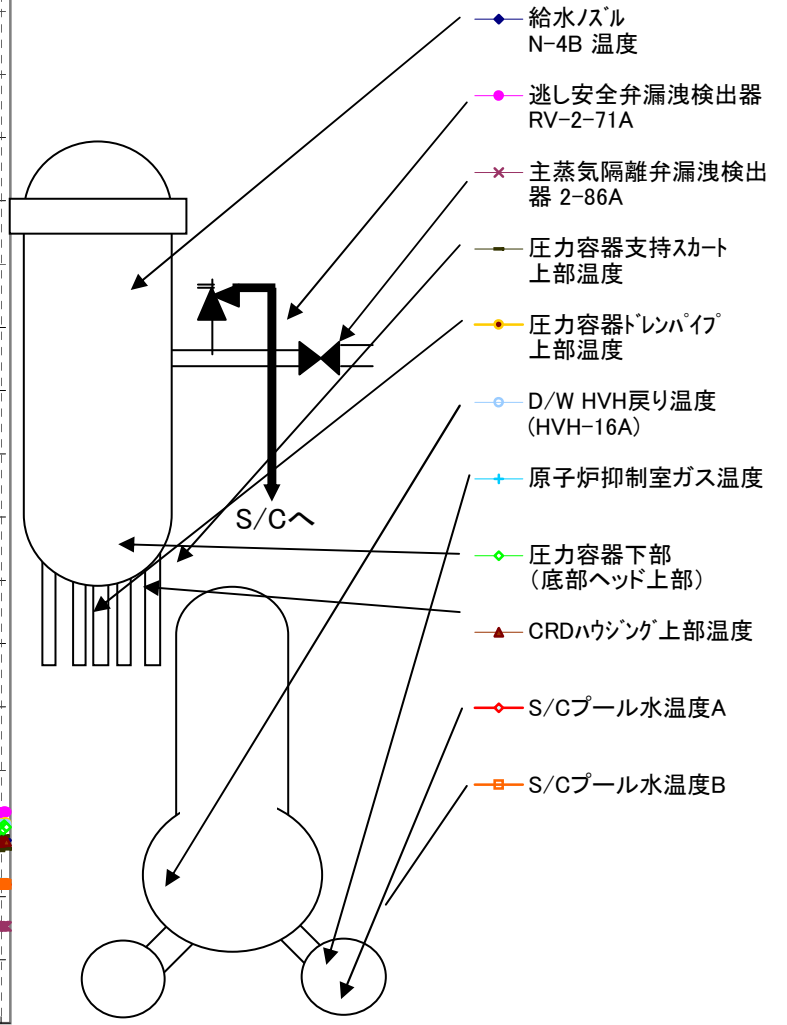 給水ﾉｽﾞﾙ
N-4B 温度
逃し安全弁漏洩検出器
RV-2-71A
主蒸気隔離弁漏洩検出
器 2-86A
圧力容器支持ｽｶｰﾄ
上部温度
圧力容器ﾄﾞﾚﾝﾊﾟｲﾌﾟ
上部温度
D/W HVH戻り温度
(HVH-16A)
原子炉抑制室ガス温度
S/Cへ
圧力容器下部
（底部ヘッド上部）
CRDﾊｳｼﾞﾝｸﾞ上部温度
S/Cプール水温度A
S/Cプール水温度B